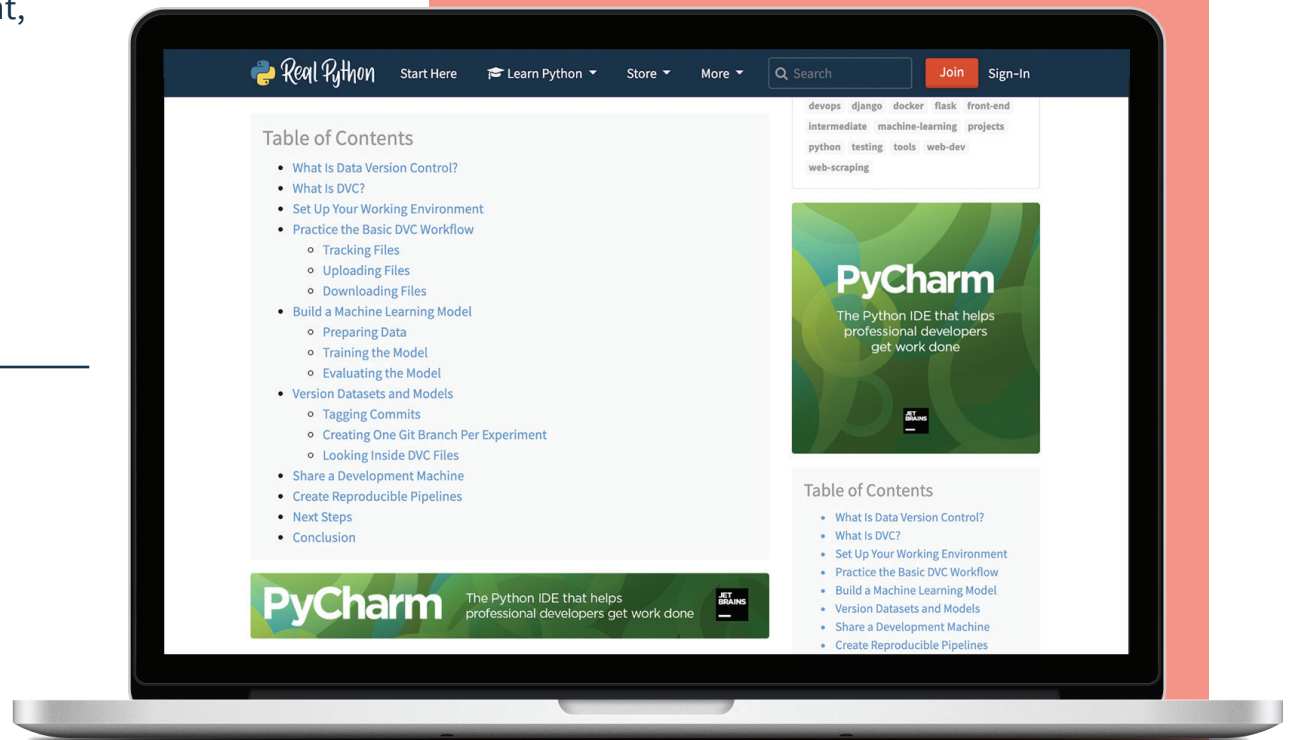 nt,
Real Python
Start Here
Learn Python
Store
More
Search
Join
Sign-In
Table of Contents
What Is Data Version Control?
What Is DVC?
Set Up Your Working Environment
Practice the Basic DVC Workflow
Tracking Files
Uploading Files
Downloading Files
Build a Machine Learning Model
Preparing Data
Training the Model
Evaluating the Model
Version Datasets and Models
Tagging Commits
Creating One Git Branch Per Experiment
Looking Inside DVC Files
Share a Development Machine
Create Reproducible Pipelines
Next Steps
Conclusion
PyCharm
The Python IDE that helps
professional developers get work done
JET
BRAINS
devops django docker flask front-end
intermediate machine-learning projects
python testing tools web-dev
web-scraping
PyCharm
The Python IDE that helps
professional developers
get work done
JET
BRAINS
Table of Contents
What Is Data Version Control?
What Is DVC?
Set Up Your Working Environment
Practice the Basic DVC Workflow
Build a Machine Learning Model
Version Datasets and Models
Share a Development Machine
Create Reproducible Pipelines